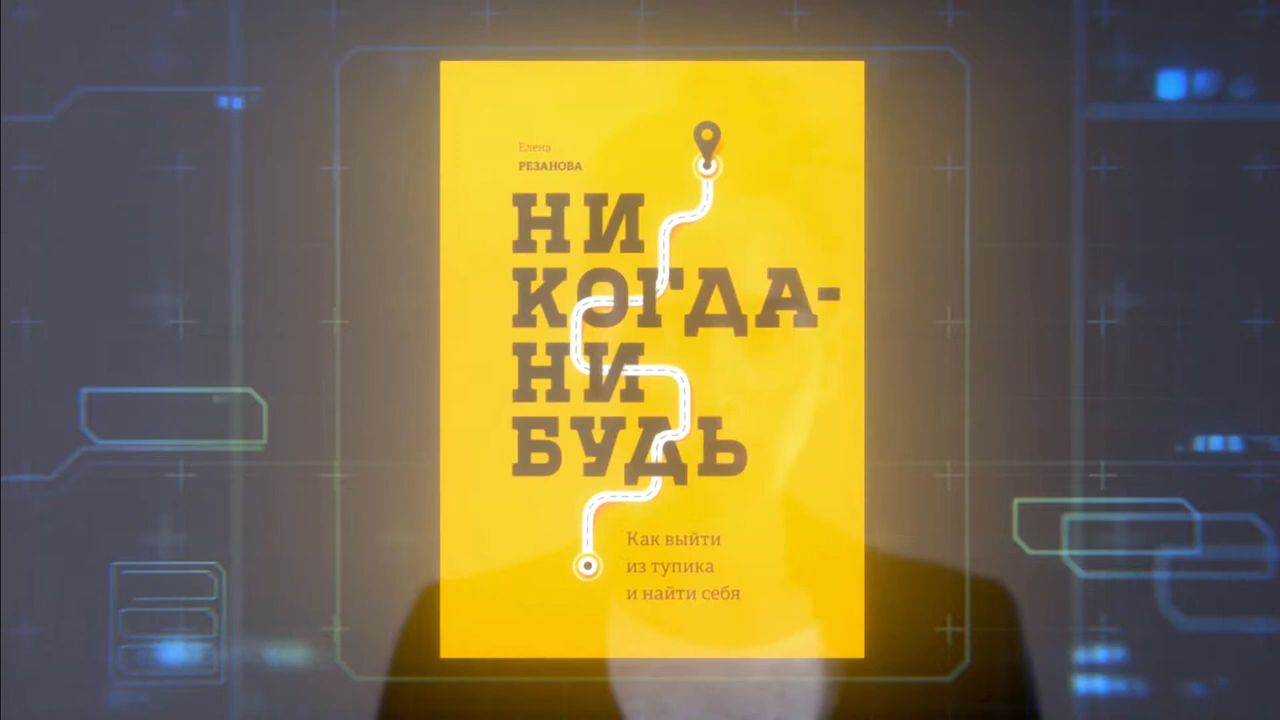 Елена
РЕЗАНОВА
НИ
КОГДА-
НИ
БУДЬ
Как выйти
из тупика
и найти себя